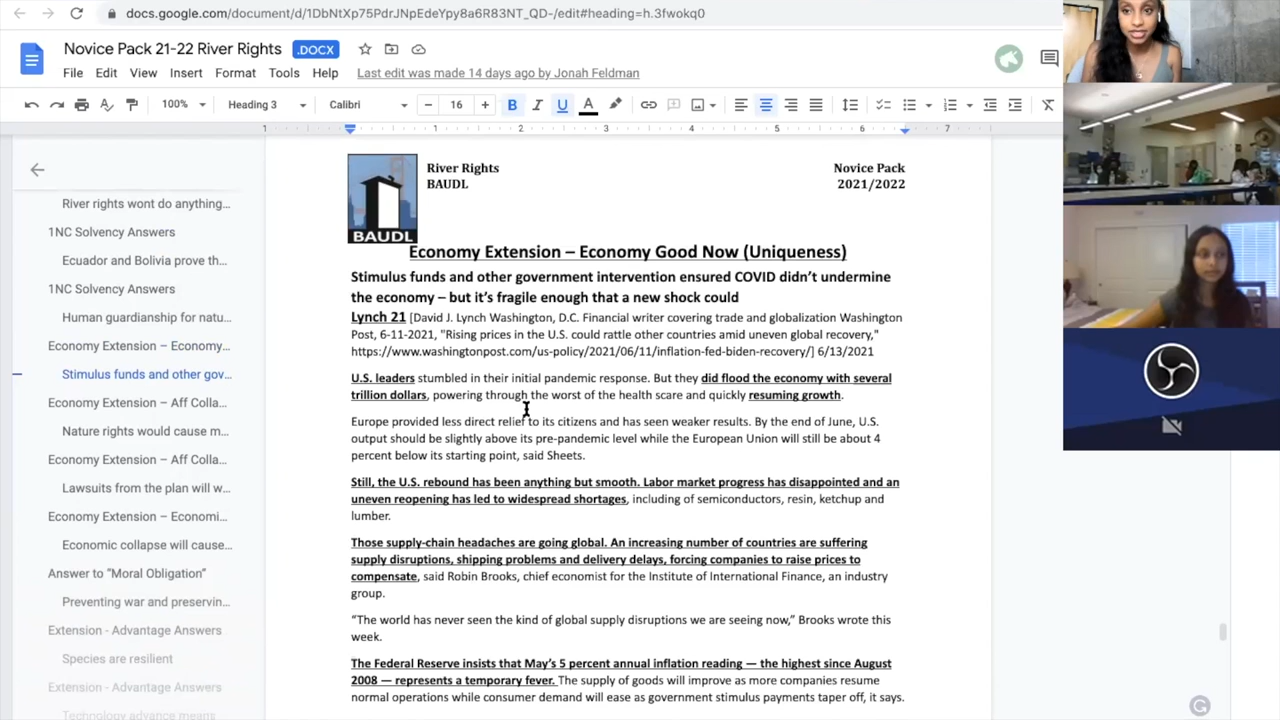 docs.google.com/document/d/1DbNtXp75PdrJNpEdeYpy8a6R83NT_QD-/edit#heading=h.3fwokq0
Novice Pack 21-22 River Rights .DOCX
File Edit View Insert Format Tools Help Last edit was made 14 days ago by Jonah Feldman
100% Heading 3 Calibri - 16 + B I U A
1 1 2 3 4 5 6 7
River rights wont do anything...
1NC Solvency Answers
Ecuador and Bolivia prove th...
1NC Solvency Answers
Human guardianship for natu...
Economy Extension – Economy...
Stimulus funds and other gov...
Economy Extension – Aff Colla...
Nature rights would cause m...
Economy Extension – Aff Colla...
Lawsuits from the plan will w...
Economy Extension – Economi...
Economic collapse will cause...
Answer to "Moral Obligation"
Preventing war and preservin...
Extension - Advantage Answers
Species are resilient
Extension - Advantage Answers
Technology advance means
River Rights
BAUDL
Novice Pack
2021/2022
BAUDL
Economy Extension – Economy Good Now (Uniqueness)
Stimulus funds and other government intervention ensured COVID didn't undermine
the economy – but it's fragile enough that a new shock could
Lynch 21 [David J. Lynch Washington, D.C. Financial writer covering trade and globalization Washington
Post, 6-11-2021, "Rising prices in the U.S. could rattle other countries amid uneven global recovery,"
https://www.washingtonpost.com/us-policy/2021/06/11/inflation-fed-biden-recovery/] 6/13/2021
U.S. leaders stumbled in their initial pandemic response. But they did flood the economy with several
trillion dollars, powering through the worst of the health scare and quickly resuming growth.
Europe provided less direct relief to its citizens and has seen weaker results. By the end of June, U.S.
output should be slightly above its pre-pandemic level while the European Union will still be about 4
percent below its starting point, said Sheets.
Still, the U.S. rebound has been anything but smooth. Labor market progress has disappointed and an
uneven reopening has led to widespread shortages, including of semiconductors, resin, ketchup and
lumber.
Those supply-chain headaches are going global. An increasing number of countries are suffering
supply disruptions, shipping problems and delivery delays, forcing companies to raise prices to
compensate, said Robin Brooks, chief economist for the Institute of International Finance, an industry
group.
"The world has never seen the kind of global supply disruptions we are seeing now," Brooks wrote this
week.
The Federal Reserve insists that May's 5 percent annual inflation reading — the highest since August
2008 — represents a temporary fever. The supply of goods will improve as more companies resume
normal operations while consumer demand will ease as government stimulus payments taper off, it says.